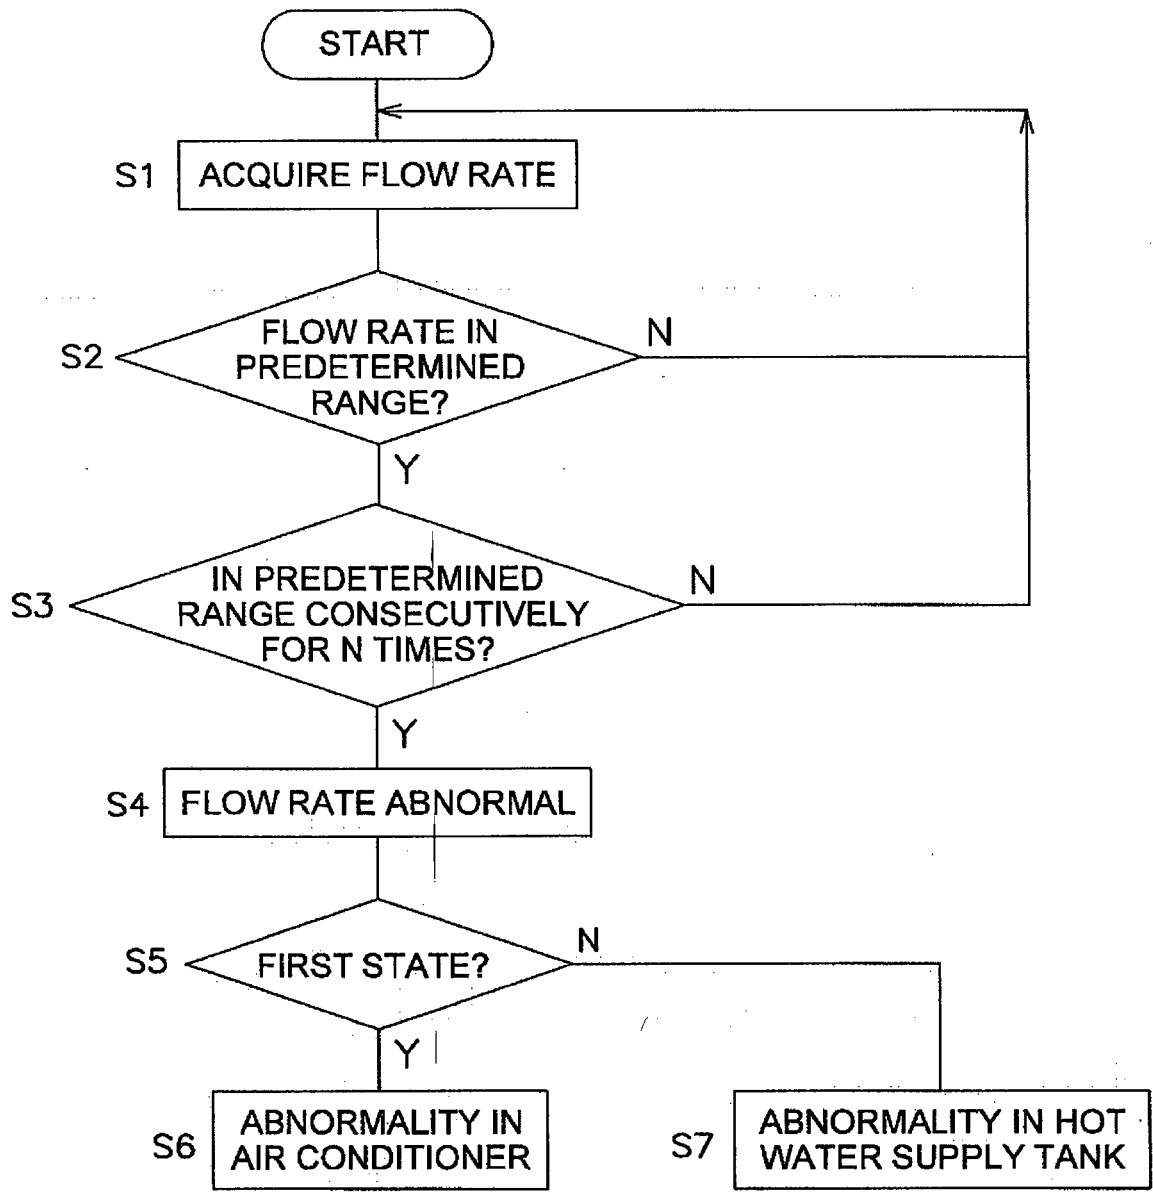 START
S1
ACQUIRE FLOW RATE
S2
FLOW RATE IN
PREDETERMINED
RANGE?
N
Y
S3
IN PREDETERMINED
RANGE CONSECUTIVELY
FOR N TIMES?
N
Y
S4
FLOW RATE ABNORMAL
S5
FIRST STATE?
N
Y
S6
ABNORMALITY IN
AIR CONDITIONER
S7
ABNORMALITY IN HOT
WATER SUPPLY TANK